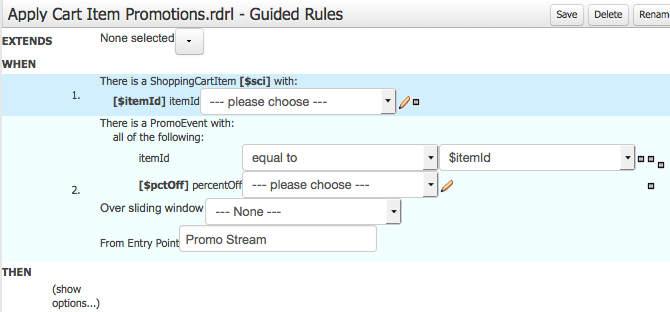 Apply Cart Item Promotions.rdrl - Guided Rules Save Delete Renam
EXTENDS None selected
WHEN
There is a ShoppingCartItem [$sci] with:
1. [$itemId] itemId --- please choose ---
There is a PromoEvent with:
all of the following:
itemId equal to $itemId
2. [$pctOff] percentOff --- please choose ---
Over sliding window --- None ---
From Entry Point Promo Stream
THEN
(show
options...)